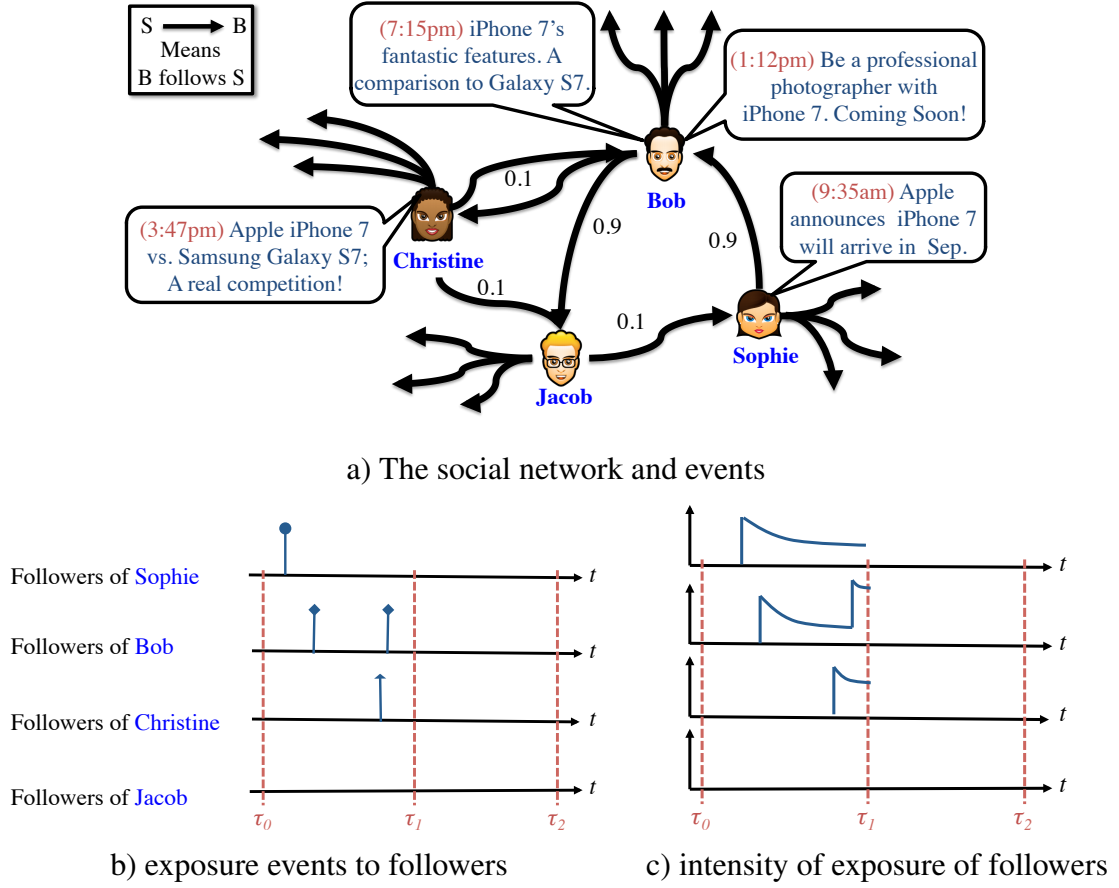 S B
Means
B follows S
(7:15pm) iPhone 7's
fantastic features. A
comparison to Galaxy S7.
(1:12pm) Be a professional
photographer with
iPhone 7. Coming Soon!
0.1
Bob
(9:35am) Apple
announces iPhone 7
will arrive in Sep.
(3:47pm) Apple iPhone 7
vs. Samsung Galaxy S7;
A real competition!
Christine
0.9
0.9
0.1
0.1
Sophie
Jacob
a) The social network and events
Followers of Sophie
t
Followers of Bob
t
Followers of Christine
t
Followers of Jacob
t
τ0 τ1 τ2
b) exposure events to followers
t
t
t
t
τ0 τ1 τ2
c) intensity of exposure of followers